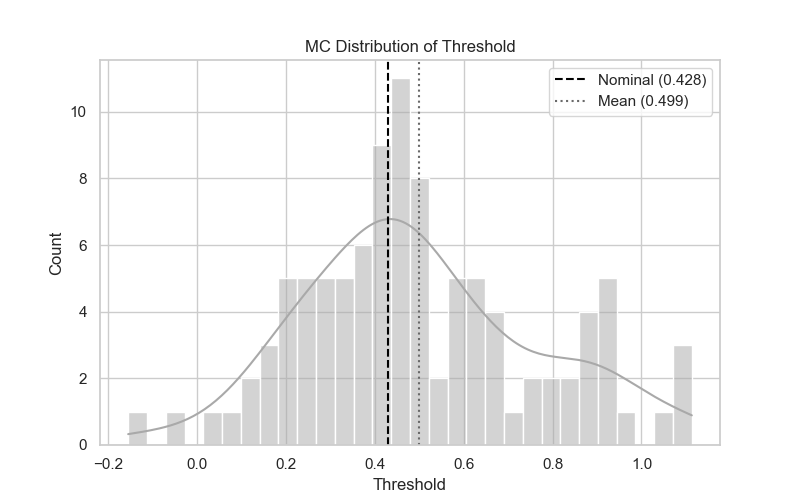 MC Distribution of Threshold
Nominal (0.428)
Mean (0.499)
Count
10
8
6
4
2
0
−0.2 0.0 0.2 0.4 0.6 0.8 1.0
Threshold